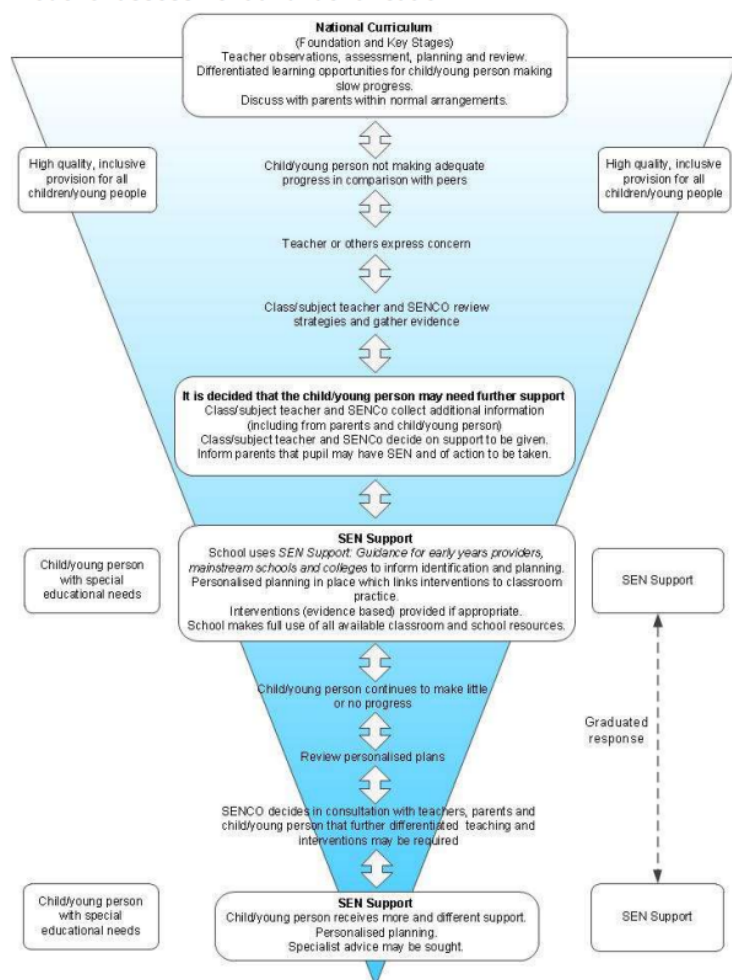 National Curriculum
(Foundation and Key Stages)
Teacher observations, assessment, planning and review.
Differentiated learning opportunities for child/young person making
slow progress.
Discuss with parents within normal arrangements.
High quality, inclusive
provision for all
children/young people
High quality, inclusive
provision for all
children/young people
Child/young person not making adequate
progress in comparison with peers
Teacher or others express concern
Class/subject teacher and SENCO review
strategies and gather evidence
It is decided that the child/young person may need further support
Class/subject teacher and SENCo collect additional information
(including from parents and child/young person)
Class/subject teacher and SENCo decide on support to be given.
Inform parents that pupil may have SEN and of action to be taken.
Child/young person
with special
educational needs
SEN Support
School uses SEN Support: Guidance for early years providers,
mainstream schools and colleges to inform identification and planning.
Personalised planning in place which links interventions to classroom
practice.
Interventions (evidence based) provided if appropriate.
School makes full use of all available classroom and school resources.
SEN Support
Child/young person continues to make little
or no progress
Graduated
response
Review personalised plans
SENCO decides in consultation with teachers, parents and
child/young person that further differentiated teaching and
interventions may be required
Child/young person
with special
educational needs
SEN Support
Child/young person receives more and different support.
Personalised planning.
Specialist advice may be sought.
SEN Support